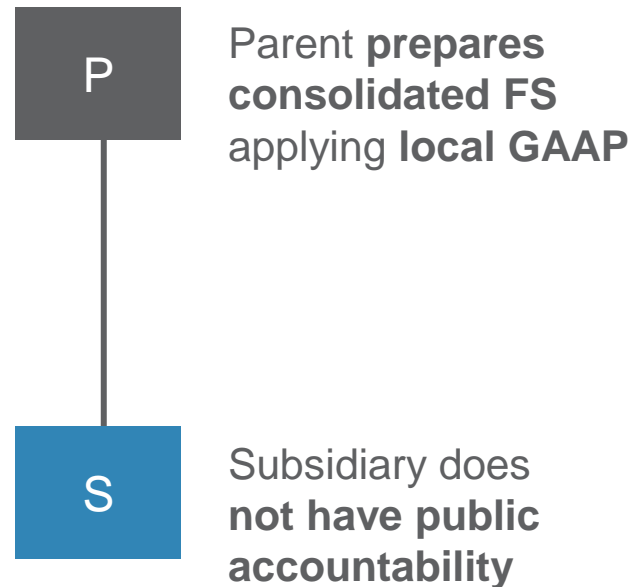 P
Parent prepares
consolidated FS
applying local GAAP
S
Subsidiary does
not have public
accountability